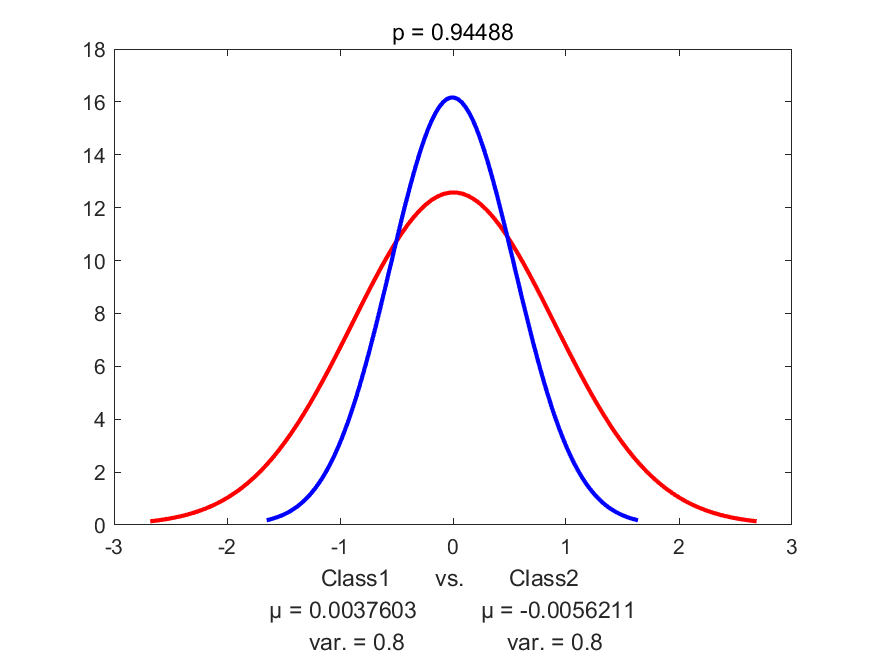 p = 0.94488
18
16
14
12
10
8
6
4
2
0
-3 -2 -1 0 1 2 3
Class1 vs. Class2
μ = 0.0037603 μ = -0.0056211
var. = 0.8 var. = 0.8